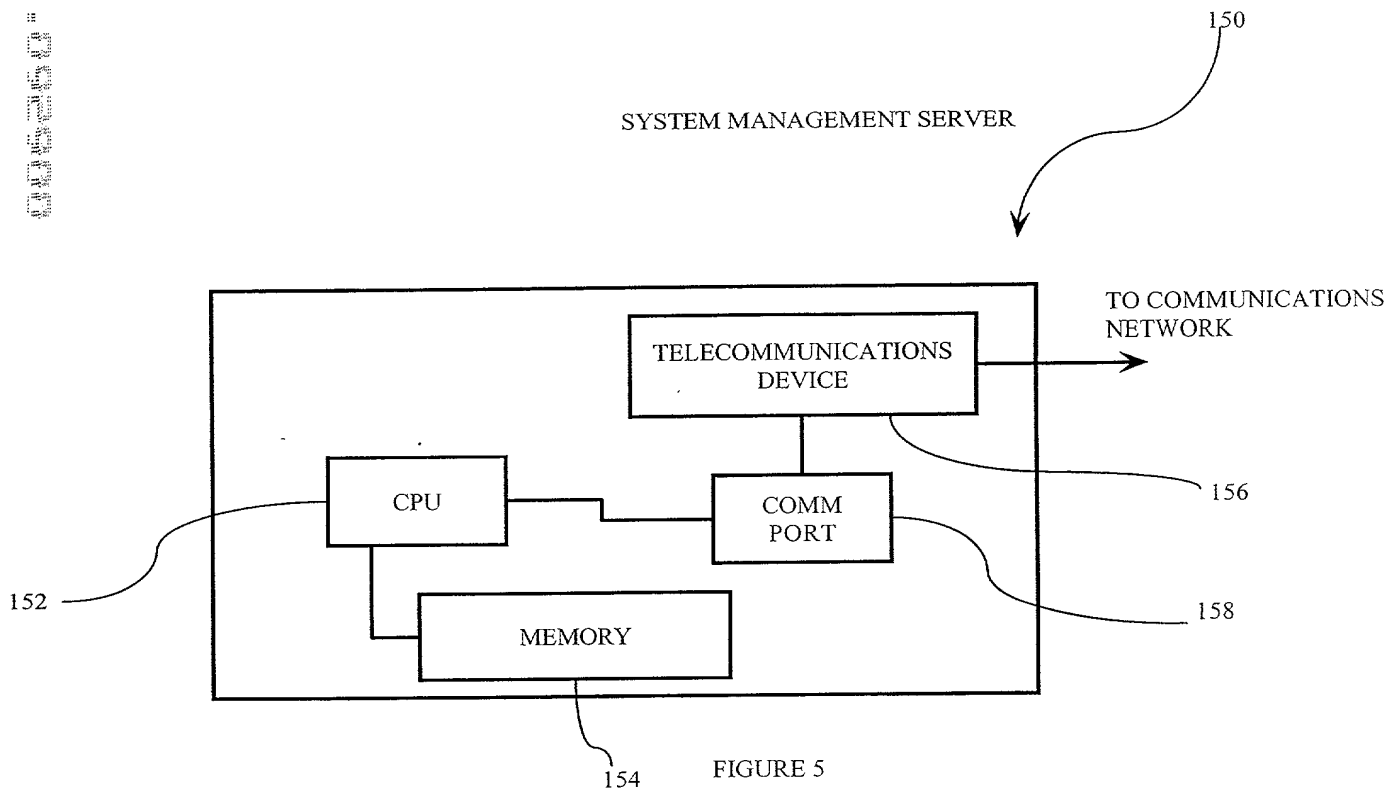 150
SYSTEM MANAGEMENT SERVER
TO COMMUNICATIONS
NETWORK
TELECOMMUNICATIONS
DEVICE
156
CPU
COMM
PORT
152
158
MEMORY
154
FIGURE 5